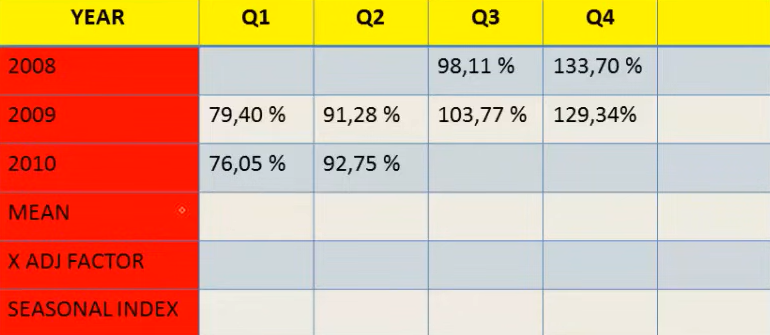 YEAR Q1 Q2 Q3 Q4
2008 98,11 % 133,70 %
2009 79,40 % 91,28 % 103,77 % 129,34%
2010 76,05 % 92,75 %
MEAN
X ADJ FACTOR
SEASONAL INDEX